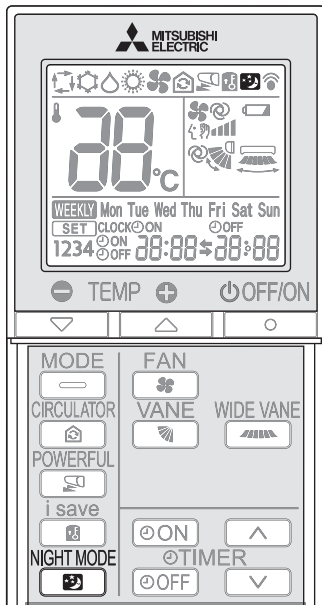 MITSUBISHI
ELECTRIC
88°C
WEEKLY Mon Tue Wed Thu Fri Sat Sun
SET CLOCK ON OFF
1234 ON OFF 88:88 88:88
TEMP OFF/ON
MODE FAN
CIRCULATOR VANE WIDE VANE
POWERFUL
i save
ON
NIGHT MODE TIMER
OFF